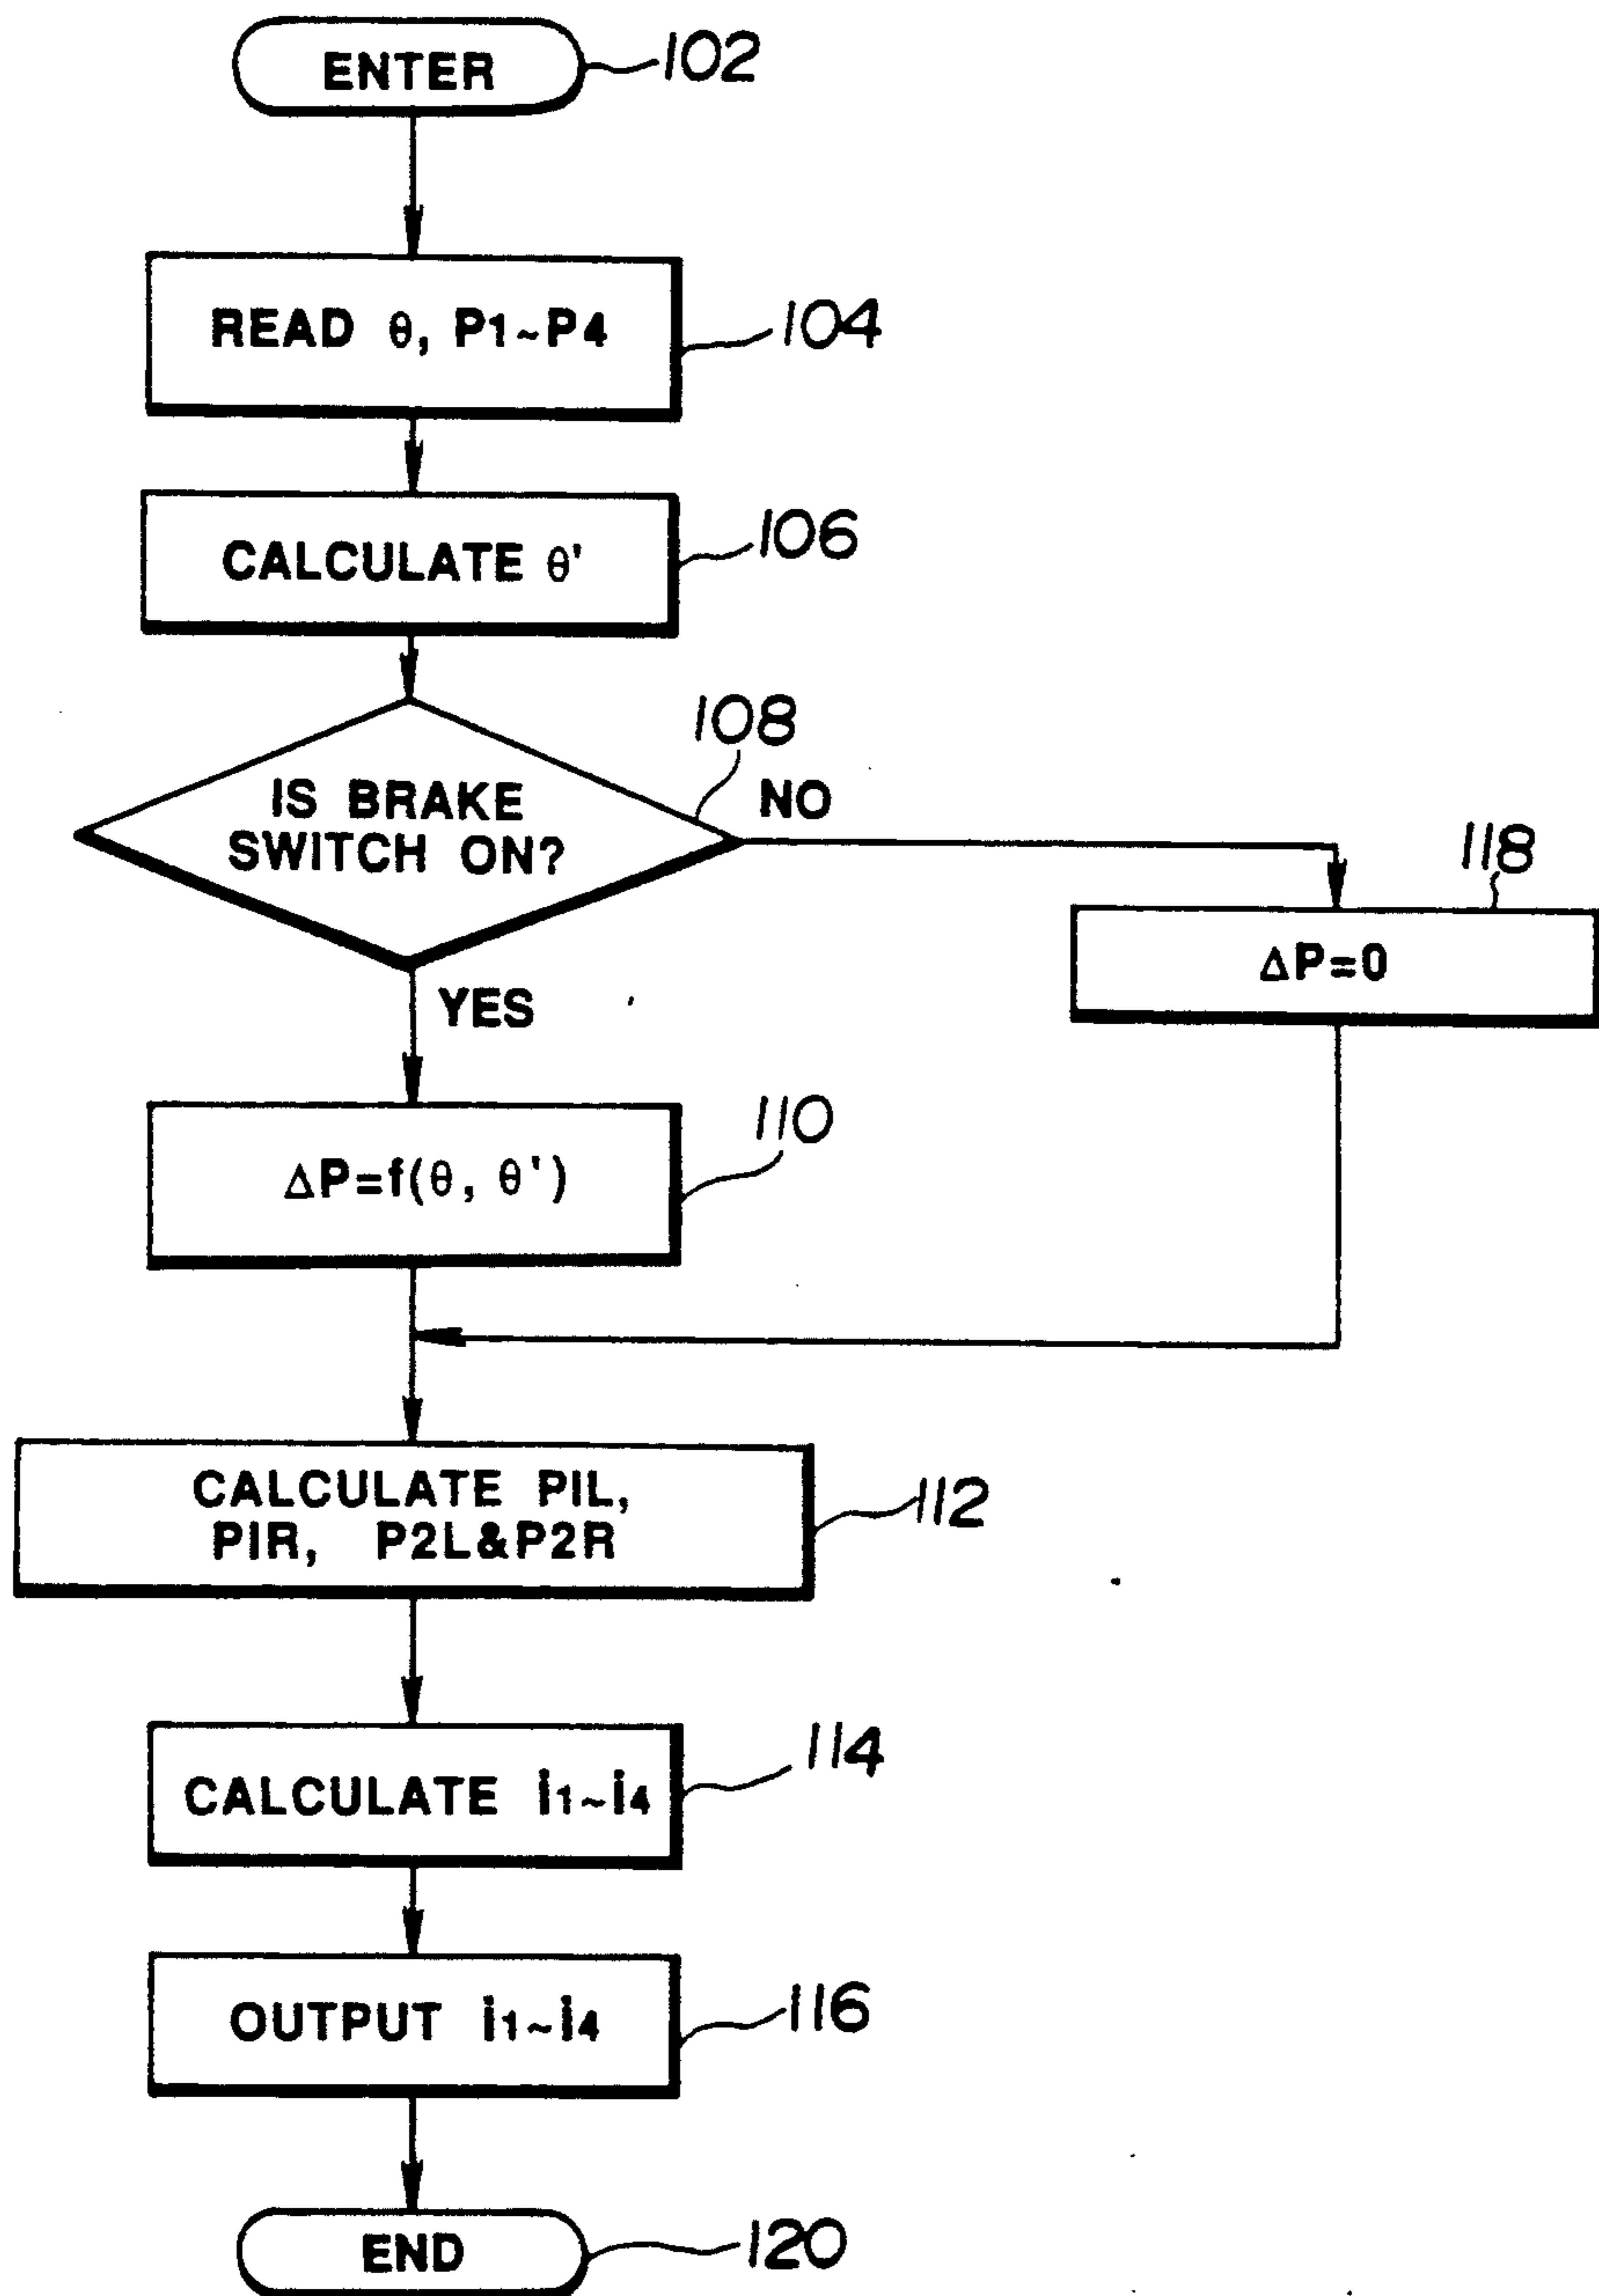 ENTER
102
READ θ, P1~P4
104
CALCULATE θ'
106
108
IS BRAKE
SWITCH ON?
NO
118
ΔP=0
YES
110
ΔP=f(θ, θ')
CALCULATE PIL,
PIR, P2L&P2R
112
CALCULATE i1~i4
114
OUTPUT i1~i4
116
END
120